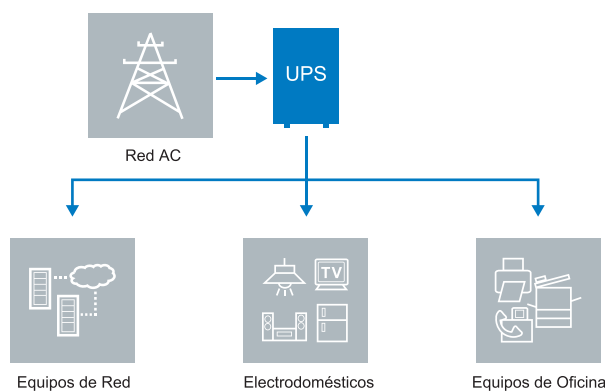 UPS
Red AC
TV
Equipos de Red
Electrodomésticos
Equipos de Oficina